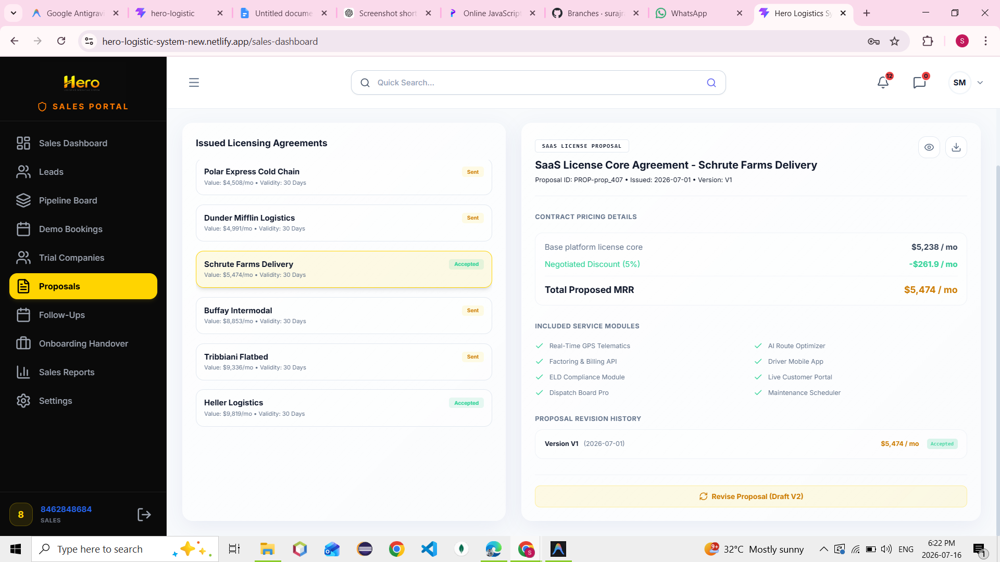 Google Antigravi
hero-logistic
Untitled docume
Screenshot short
Online JavaScript
Branches · suraj
WhatsApp
Hero Logistics Sy
hero-logistic-system-new.netlify.app/sales-dashboard
S
Hero
SALES PORTAL
Sales Dashboard
Leads
Pipeline Board
Demo Bookings
Trial Companies
Proposals
Follow-Ups
Onboarding Handover
Sales Reports
Settings
8
8462848684
SALES
Quick Search...
12
0
SM
Issued Licensing Agreements
Polar Express Cold Chain
Sent
Value: $4,508/mo • Validity: 30 Days
Dunder Mifflin Logistics
Sent
Value: $4,991/mo • Validity: 30 Days
Schrute Farms Delivery
Accepted
Value: $5,474/mo • Validity: 30 Days
Buffay Intermodal
Sent
Value: $8,853/mo • Validity: 30 Days
Tribbiani Flatbed
Sent
Value: $9,336/mo • Validity: 30 Days
Heller Logistics
Accepted
Value: $9,819/mo • Validity: 30 Days
SAAS LICENSE PROPOSAL
SaaS License Core Agreement - Schrute Farms Delivery
Proposal ID: PROP-prop_407 • Issued: 2026-07-01 • Version: V1
CONTRACT PRICING DETAILS
Base platform license core
$5,238 / mo
Negotiated Discount (5%)
-$261.9 / mo
Total Proposed MRR
$5,474 / mo
INCLUDED SERVICE MODULES
Real-Time GPS Telematics
AI Route Optimizer
Factoring & Billing API
Driver Mobile App
ELD Compliance Module
Live Customer Portal
Dispatch Board Pro
Maintenance Scheduler
PROPOSAL REVISION HISTORY
Version V1 (2026-07-01)
$5,474 / mo
Accepted
Revise Proposal (Draft V2)
Type here to search
9+
32°C Mostly sunny
ENG
6:22 PM
2026-07-16
1